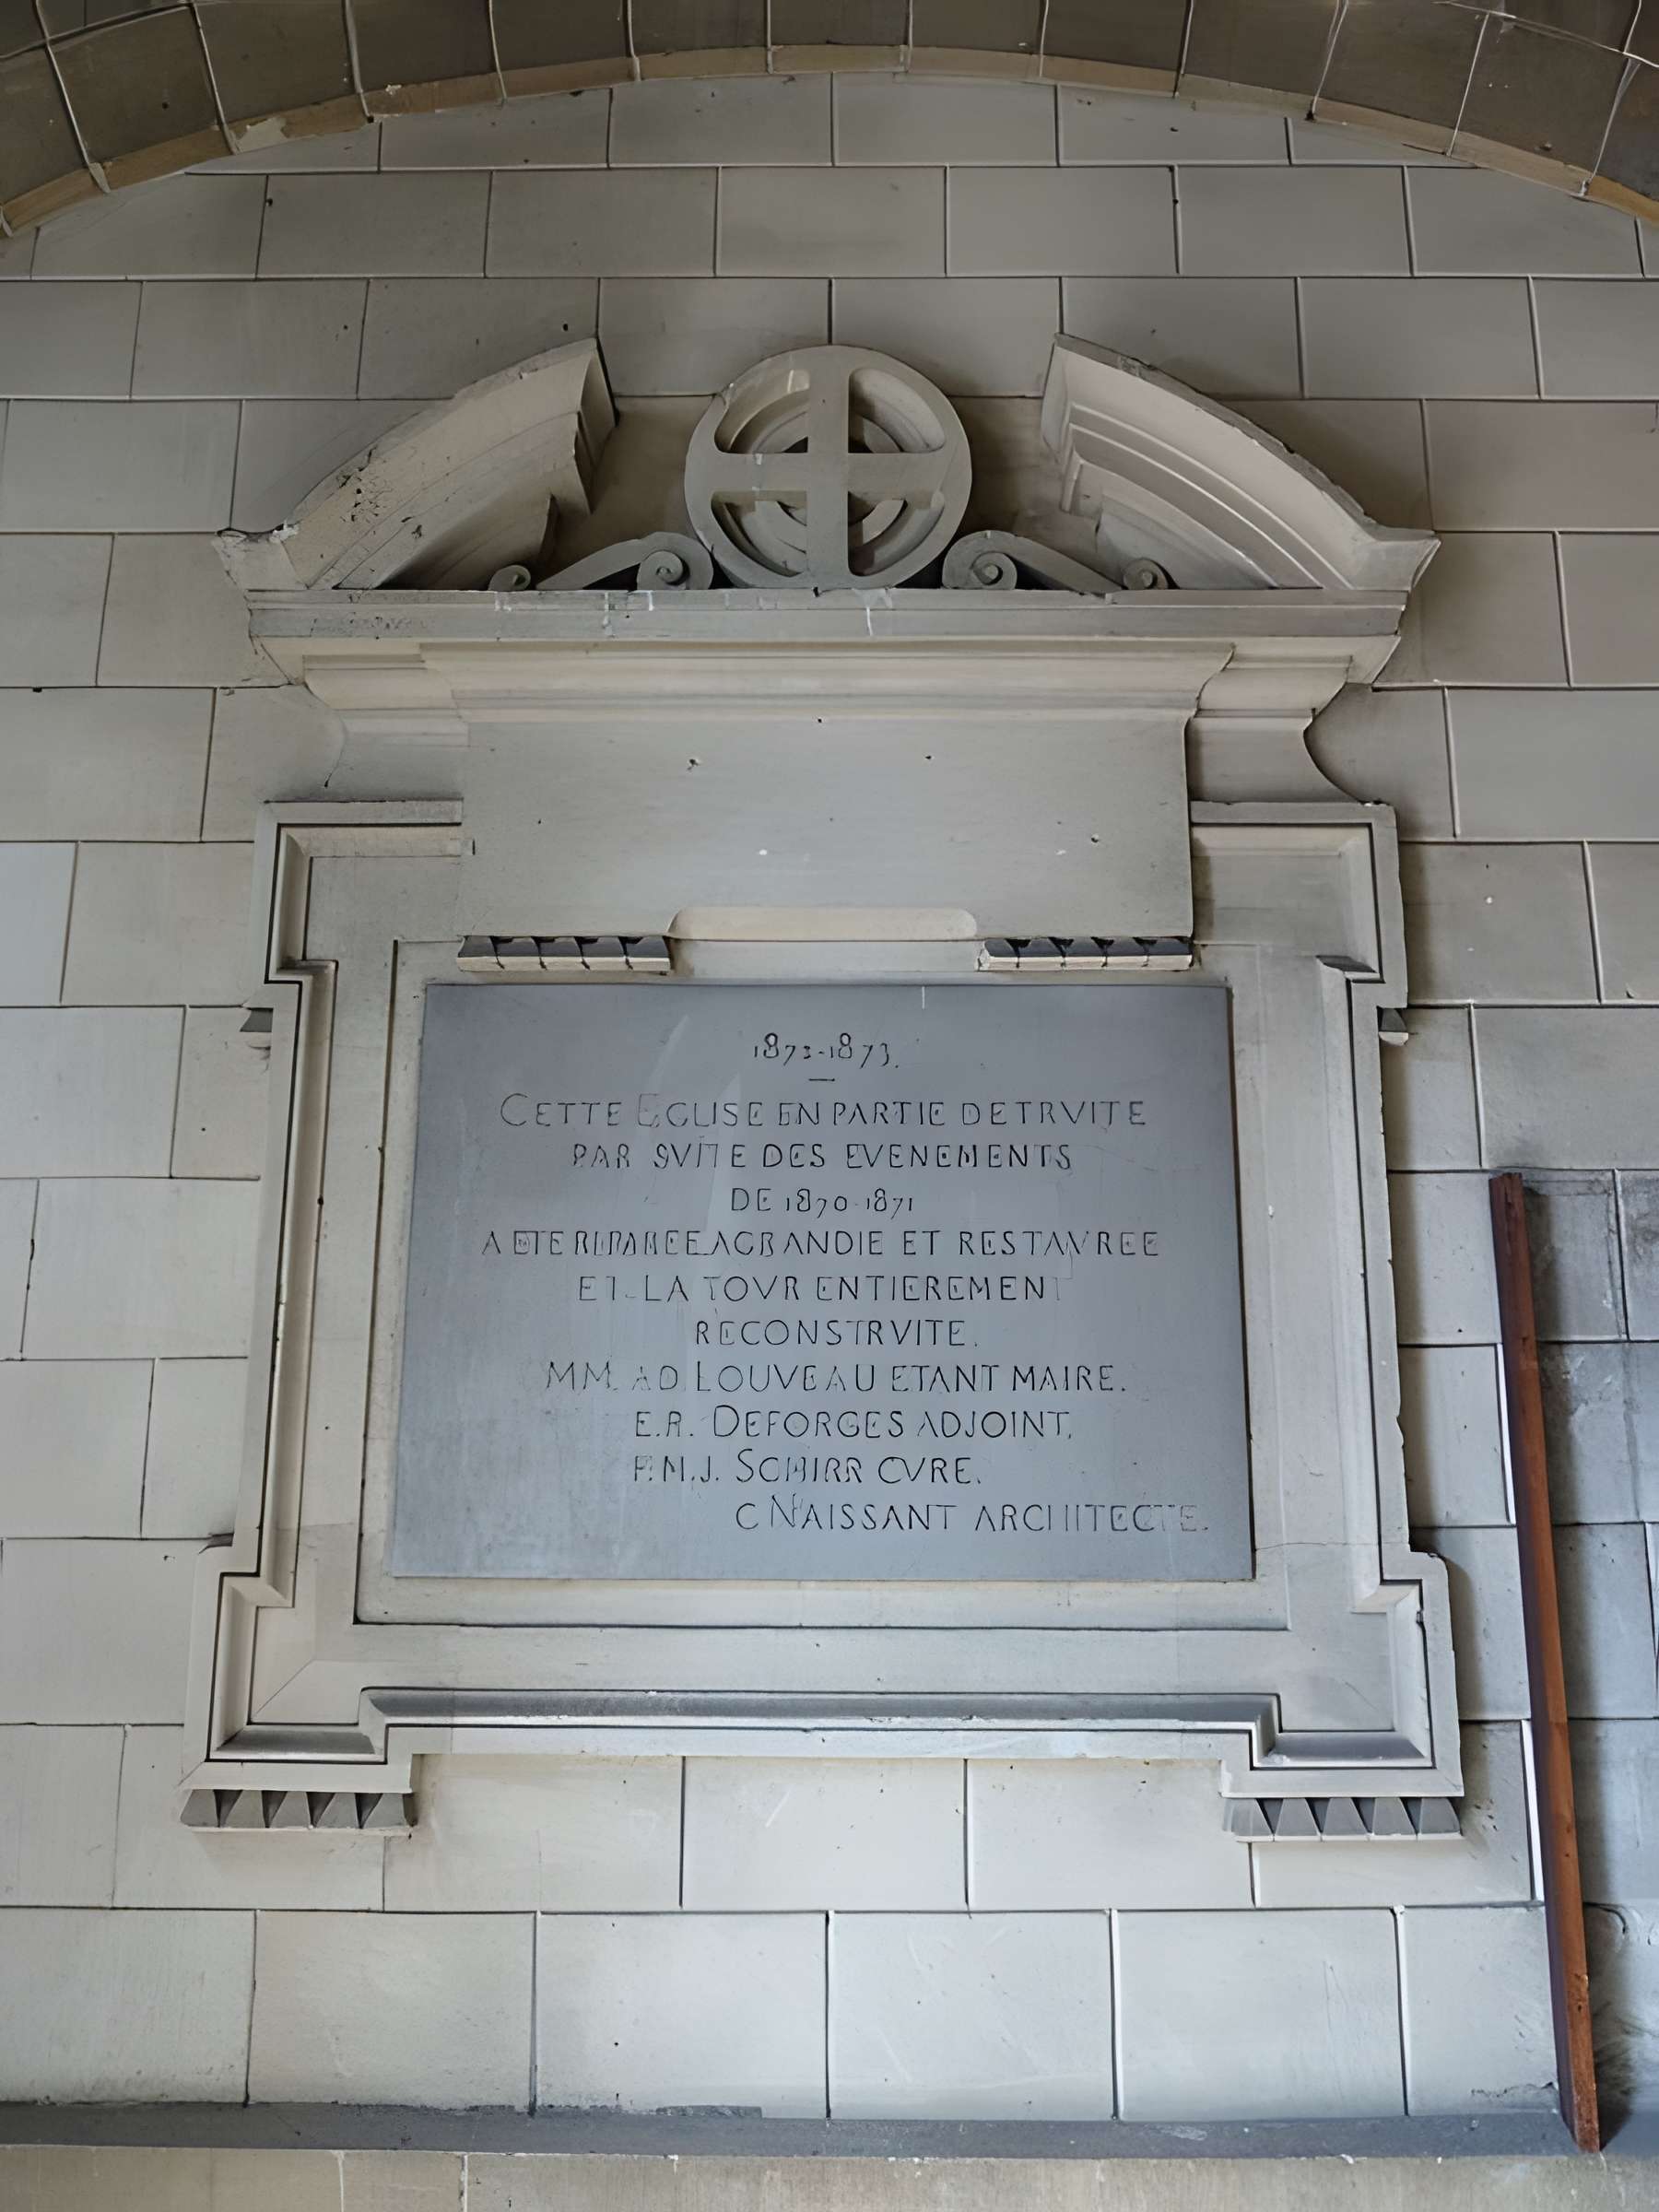 1873-1873.
CETTE EGLISE EN PARTIE DETRVITE
PAR SVITE DES EVENEMENTS
DE 1870-1871
A ETE REPAREE AGRANDIE ET RESTAVREE
ET LA TOVR ENTIEREMENT
RECONSTRVITE.
MM. AD. LOUVEAU ETANT MAIRE.
E.R. DEFORGES ADJOINT.
J. SCHIRR CVRE.
C NAISSANT ARCHITECTE.